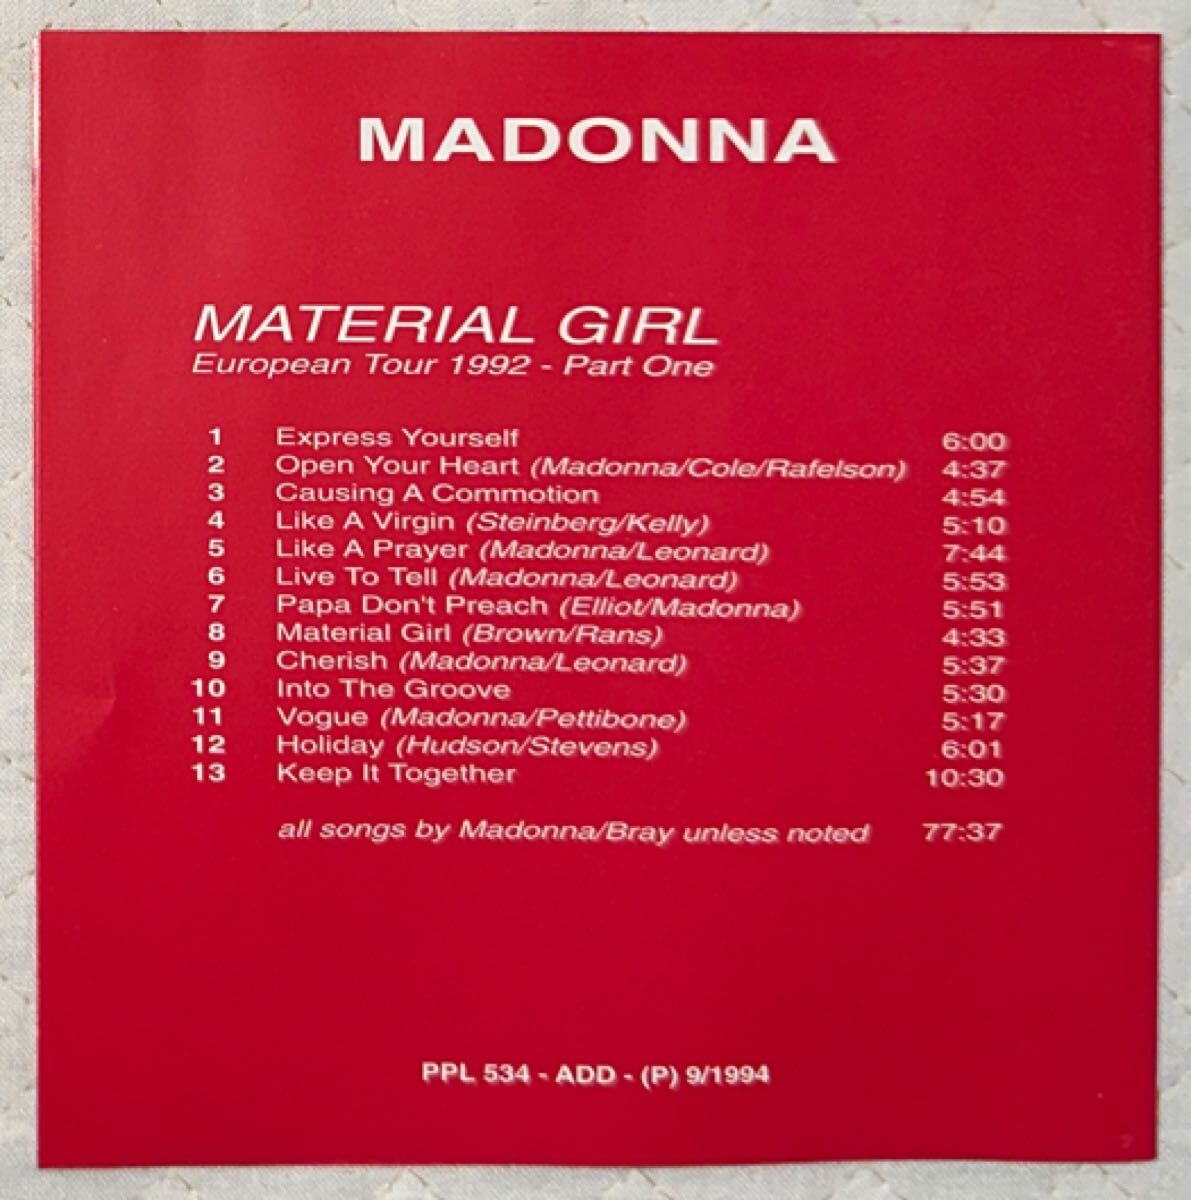 MADONNA
MATERIAL GIRL
European Tour 1992 - Part One
1 Express Yourself 6:00
2 Open Your Heart (Madonna/Cole/Rafelson) 4:37
3 Causing A Commotion 4:54
4 Like A Virgin (Steinberg/Kelly) 5:10
5 Like A Prayer (Madonna/Leonard) 7:44
6 Live To Tell (Madonna/Leonard) 5:53
7 Papa Don't Preach (Elliot/Madonna) 5:51
8 Material Girl (Brown/Rans) 4:33
9 Cherish (Madonna/Leonard) 5:37
10 Into The Groove 5:30
11 Vogue (Madonna/Pettibone) 5:17
12 Holiday (Hudson/Stevens) 6:01
13 Keep It Together 10:30
all songs by Madonna/Bray unless noted 77:37
PPL 534 - ADD - (P) 9/1994